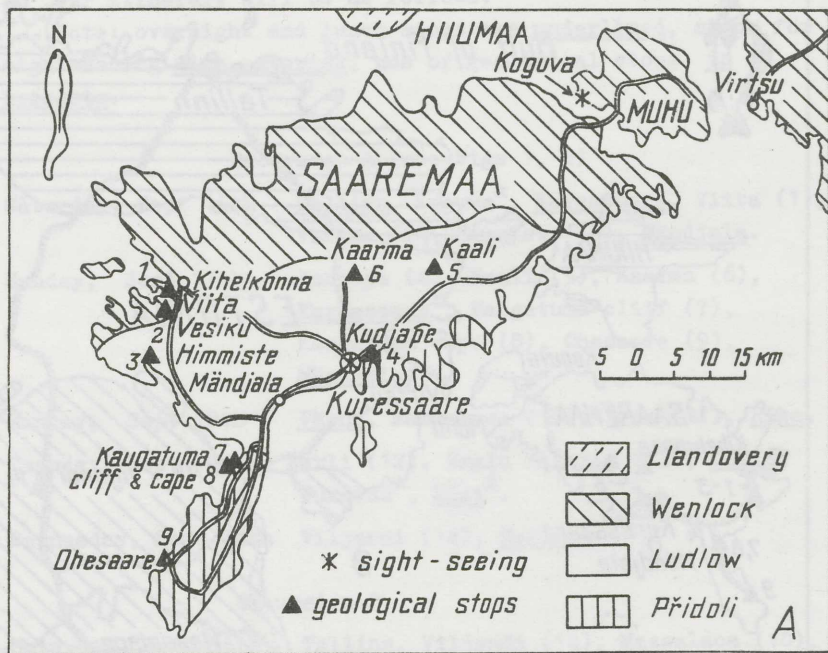 N
HIIUMAA
Koguva
Virtsu
MUHU
SAAREMAA
Kaarma
6
Kaali
5
1
Kihelkonna
Viita
Vesiku
2
3
Himmiste
Kudjape
4
Mändjala
Kuressaare
5 0 5 10 15 KM
Kaugatuma
cliff & cape
7
8
9
Ohesaare
sight-seeing
geological stops
Llandovery
Wenlock
Ludlow
Přidoli
A